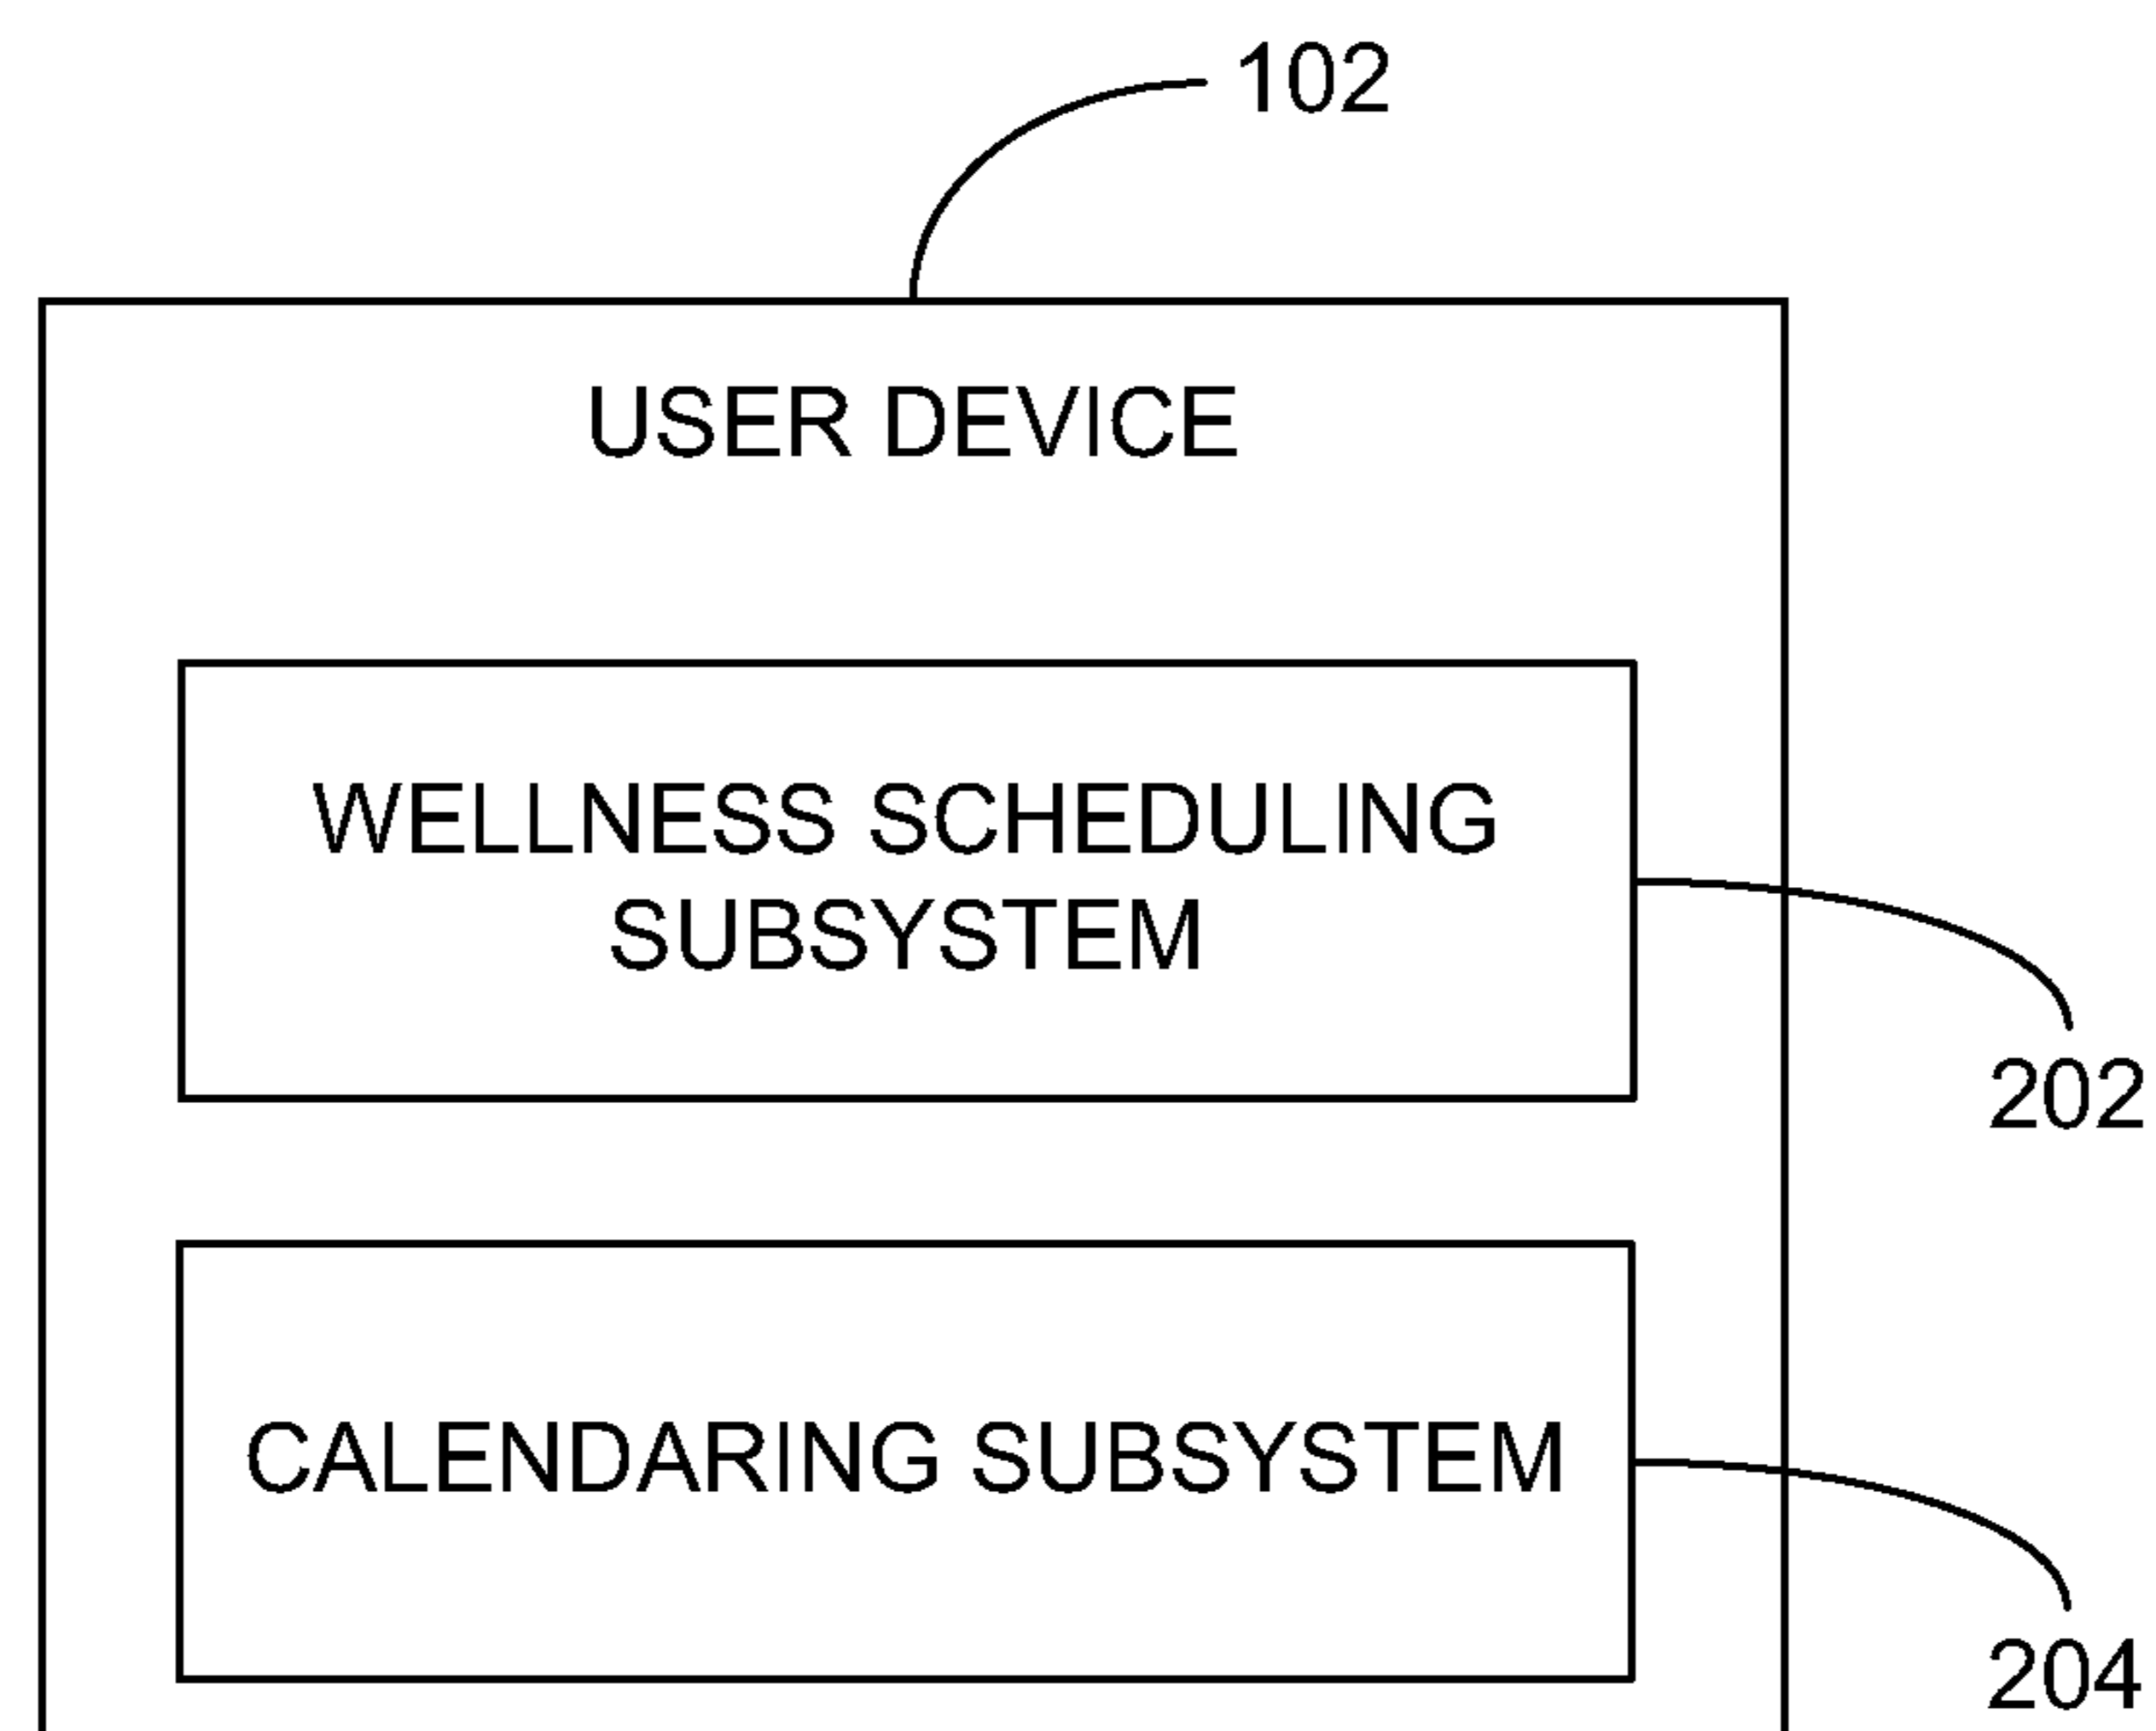 102
USER DEVICE
WELLNESS SCHEDULING
SUBSYSTEM
202
CALENDARING SUBSYSTEM
204